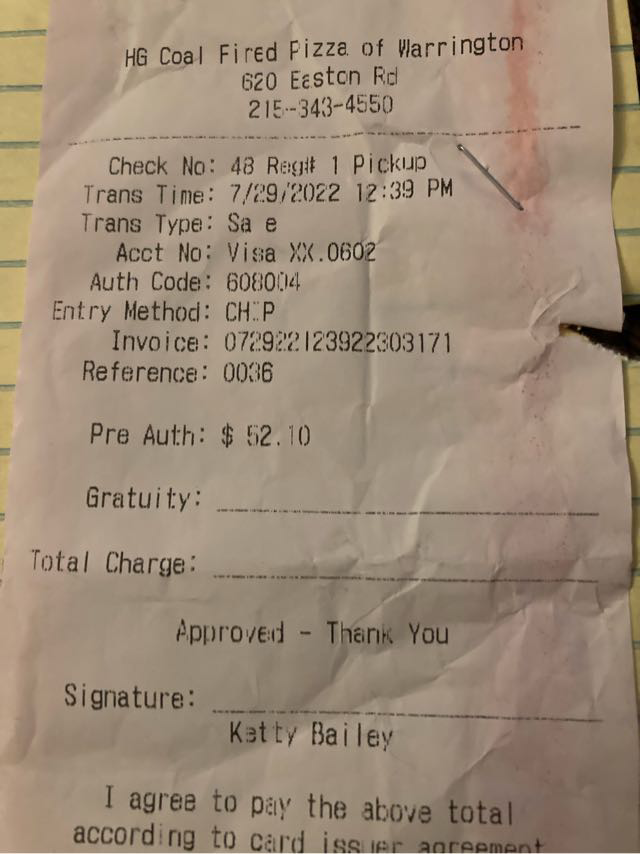 HG Coal Fired Pizza of Warrington
620 Easton Rd
215-343-4550
Check No: 48 Reg# 1 Pickup
Trans Time: 7/29/2022 12:39 PM
Trans Type: Sa e
Acct No: Visa XX.0602
Auth Code: 608004
Entry Method: CHIP
Invoice: 072922123922303171
Reference: 0036
Pre Auth: $ 52.10
Gratuity:
Total Charge:
Approved - Thank You
Signature:
Katty Bailey
I agree to pay the above total
according to card issuer agreement